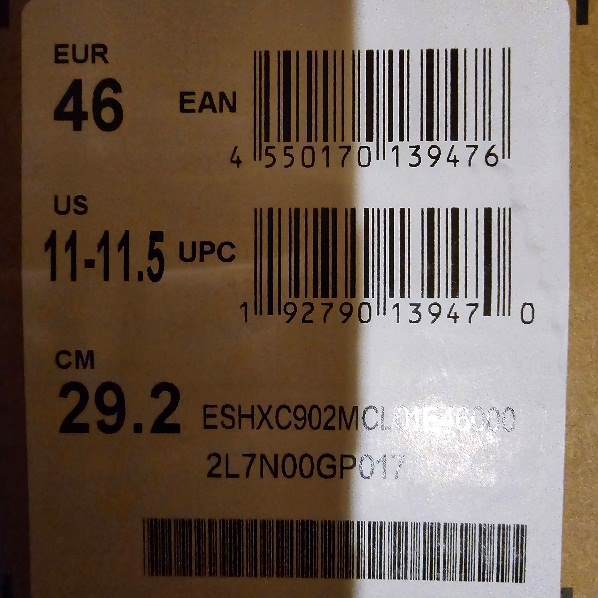 EUR
46
EAN
4 550170 139476
US
11-11.5
UPC
1 92790 13947 0
CM
29.2
ESHXC902MCL01E46000
2L7N00GP017